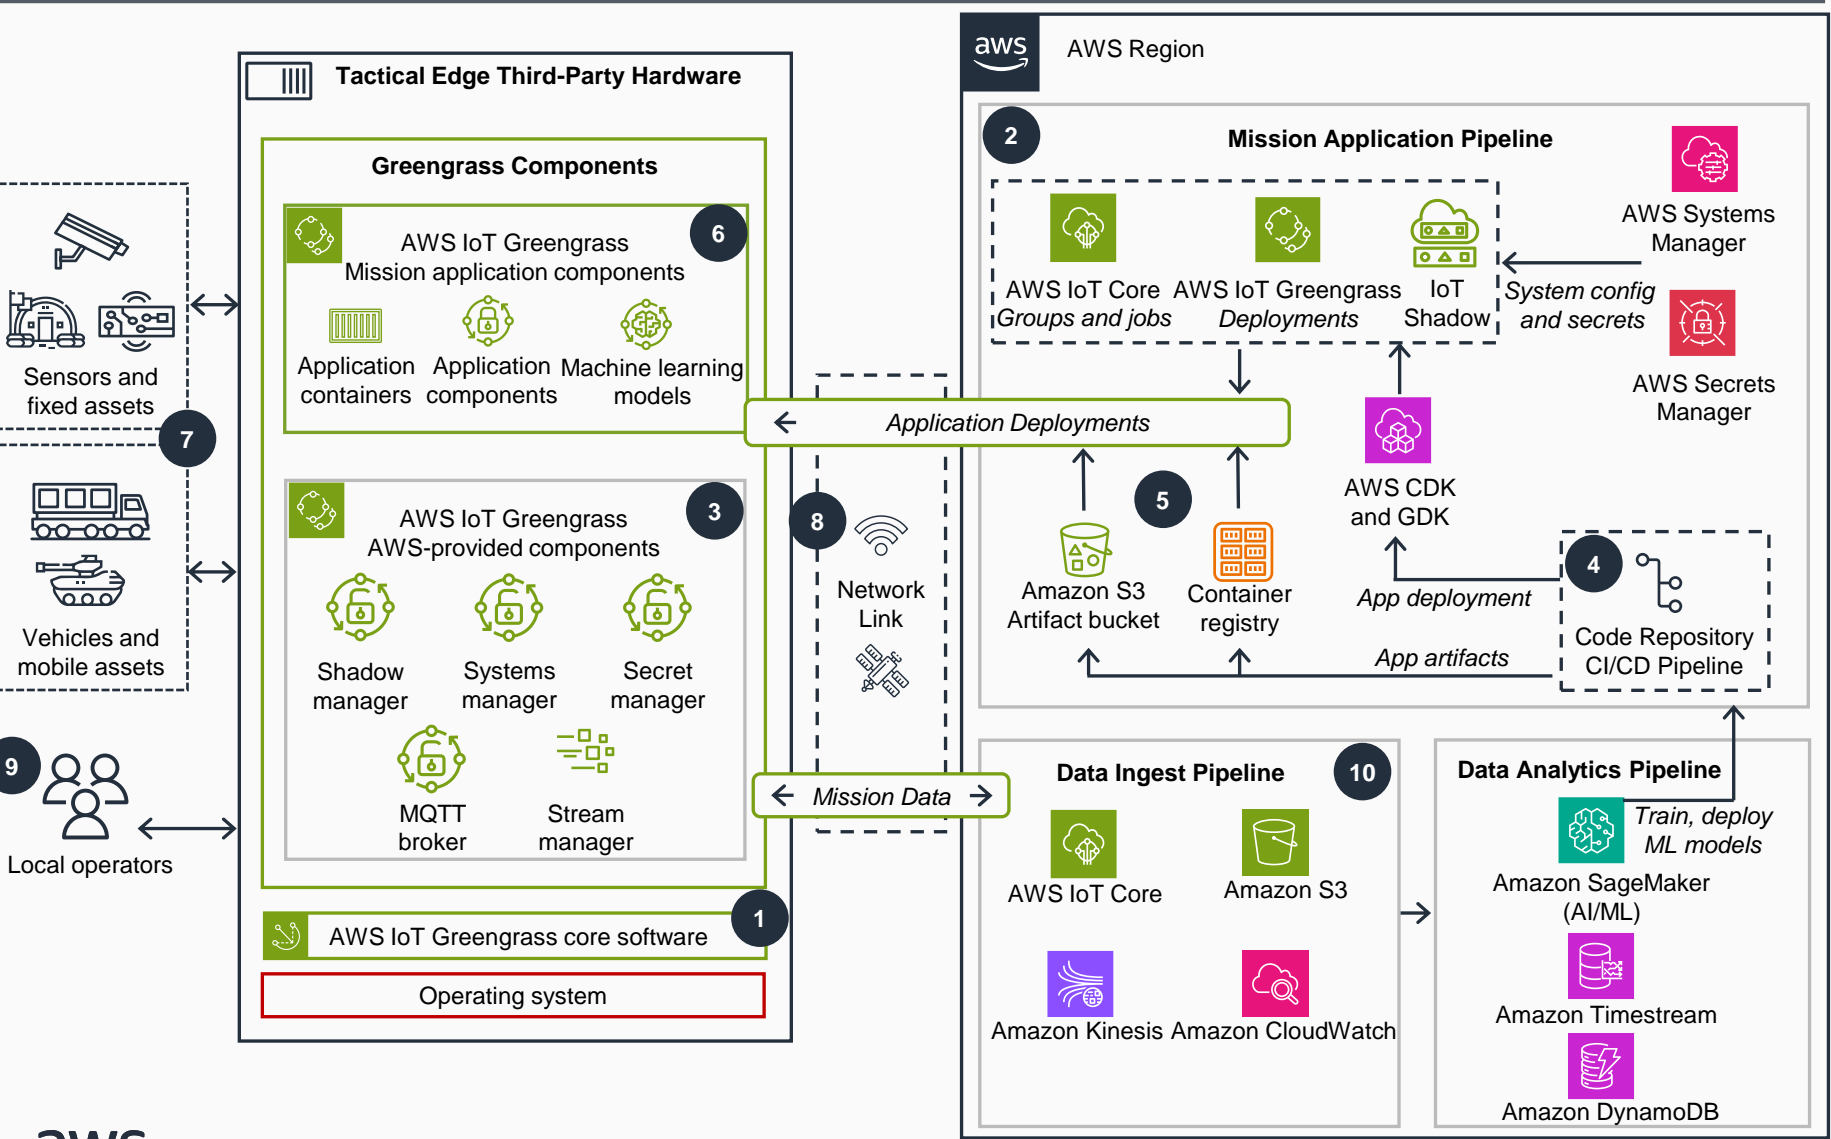 Tactical Edge Third-Party Hardware
Greengrass Components
6
AWS IoT Greengrass
Mission application components
Application
containers
Application
components
Machine learning
models
3
AWS IoT Greengrass
AWS-provided components
Shadow
manager
Systems
manager
Secret
manager
MQTT
broker
Stream
manager
1
AWS IoT Greengrass core software
Operating system
Sensors and
fixed assets
7
Vehicles and
mobile assets
9
Local operators
8
Network
Link
Application Deployments
Mission Data
aws
AWS Region
2
Mission Application Pipeline
AWS IoT Core
Groups and jobs
AWS IoT Greengrass
Deployments
IoT
Shadow
AWS Systems
Manager
System config
and secrets
AWS Secrets
Manager
AWS CDK
and GDK
5
Amazon S3
Artifact bucket
Container
registry
4
App deployment
App artifacts
Code Repository
CI/CD Pipeline
Data Ingest Pipeline
10
AWS IoT Core
Amazon S3
Amazon Kinesis
Amazon CloudWatch
Data Analytics Pipeline
Train, deploy
ML models
Amazon SageMaker
(AI/ML)
Amazon Timestream
Amazon DynamoDB
aws